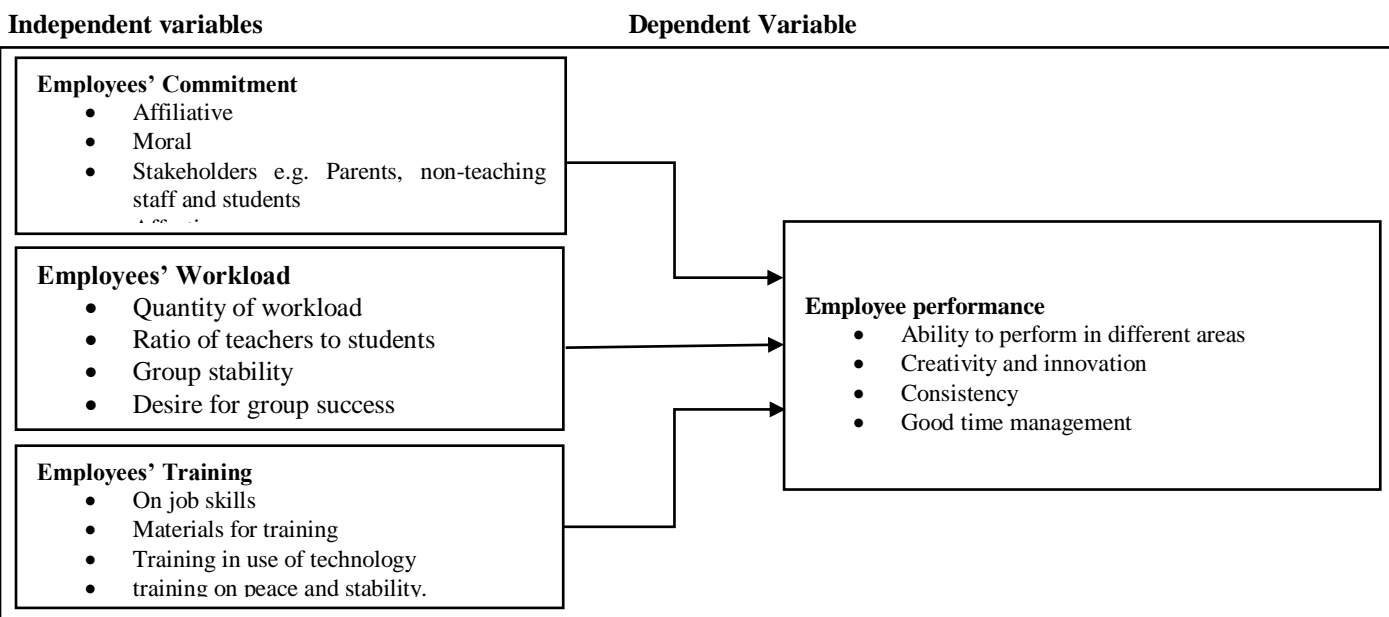 Independent variables
Dependent Variable
Employees’ Commitment
• Affiliative
• Moral
• Stakeholders e.g. Parents, non-teaching
staff and students
Employees’ Workload
• Quantity of workload
• Ratio of teachers to students
• Group stability
• Desire for group success
Employees’ Training
• On job skills
• Materials for training
• Training in use of technology
• training on peace and stability.
Employee performance
• Ability to perform in different areas
• Creativity and innovation
• Consistency
• Good time management